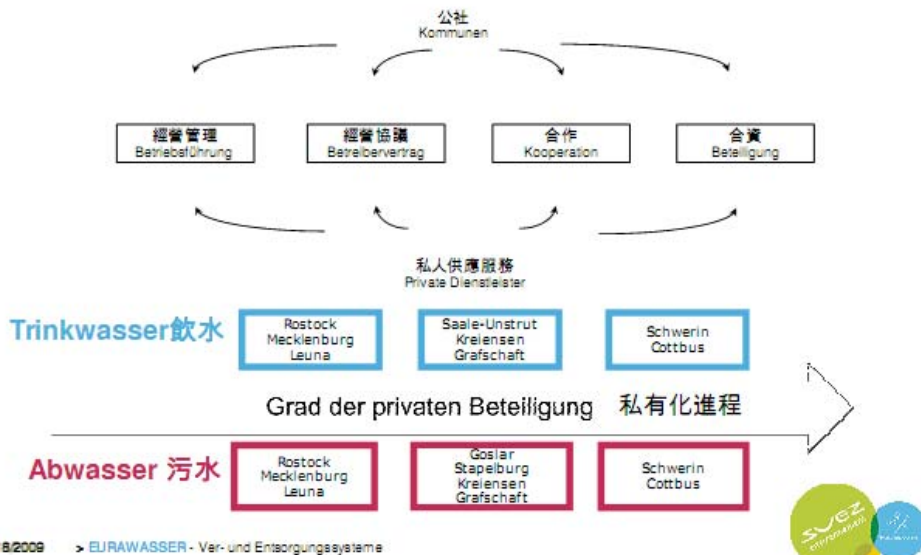 公社
Kommunen
經營管理
Betriebsführung
經營協議
Betreibervertrag
合作
Kooperation
合資
Beteiligung
私人供應服務
Private Dienstleister
Trinkwasser飲水
Rostock
Mecklenburg
Leuna
Saale-Unstrut
Kreiensen
Grafschaft
Schwerin
Cottbus
Grad der privaten Beteiligung 私有化進程
Abwasser 污水
Rostock
Mecklenburg
Leuna
Goslar
Stapelburg
Kreiensen
Grafschaft
Schwerin
Cottbus
8/2009 > EURAWASSER - Ver- und Entsorgungssysteme
suez